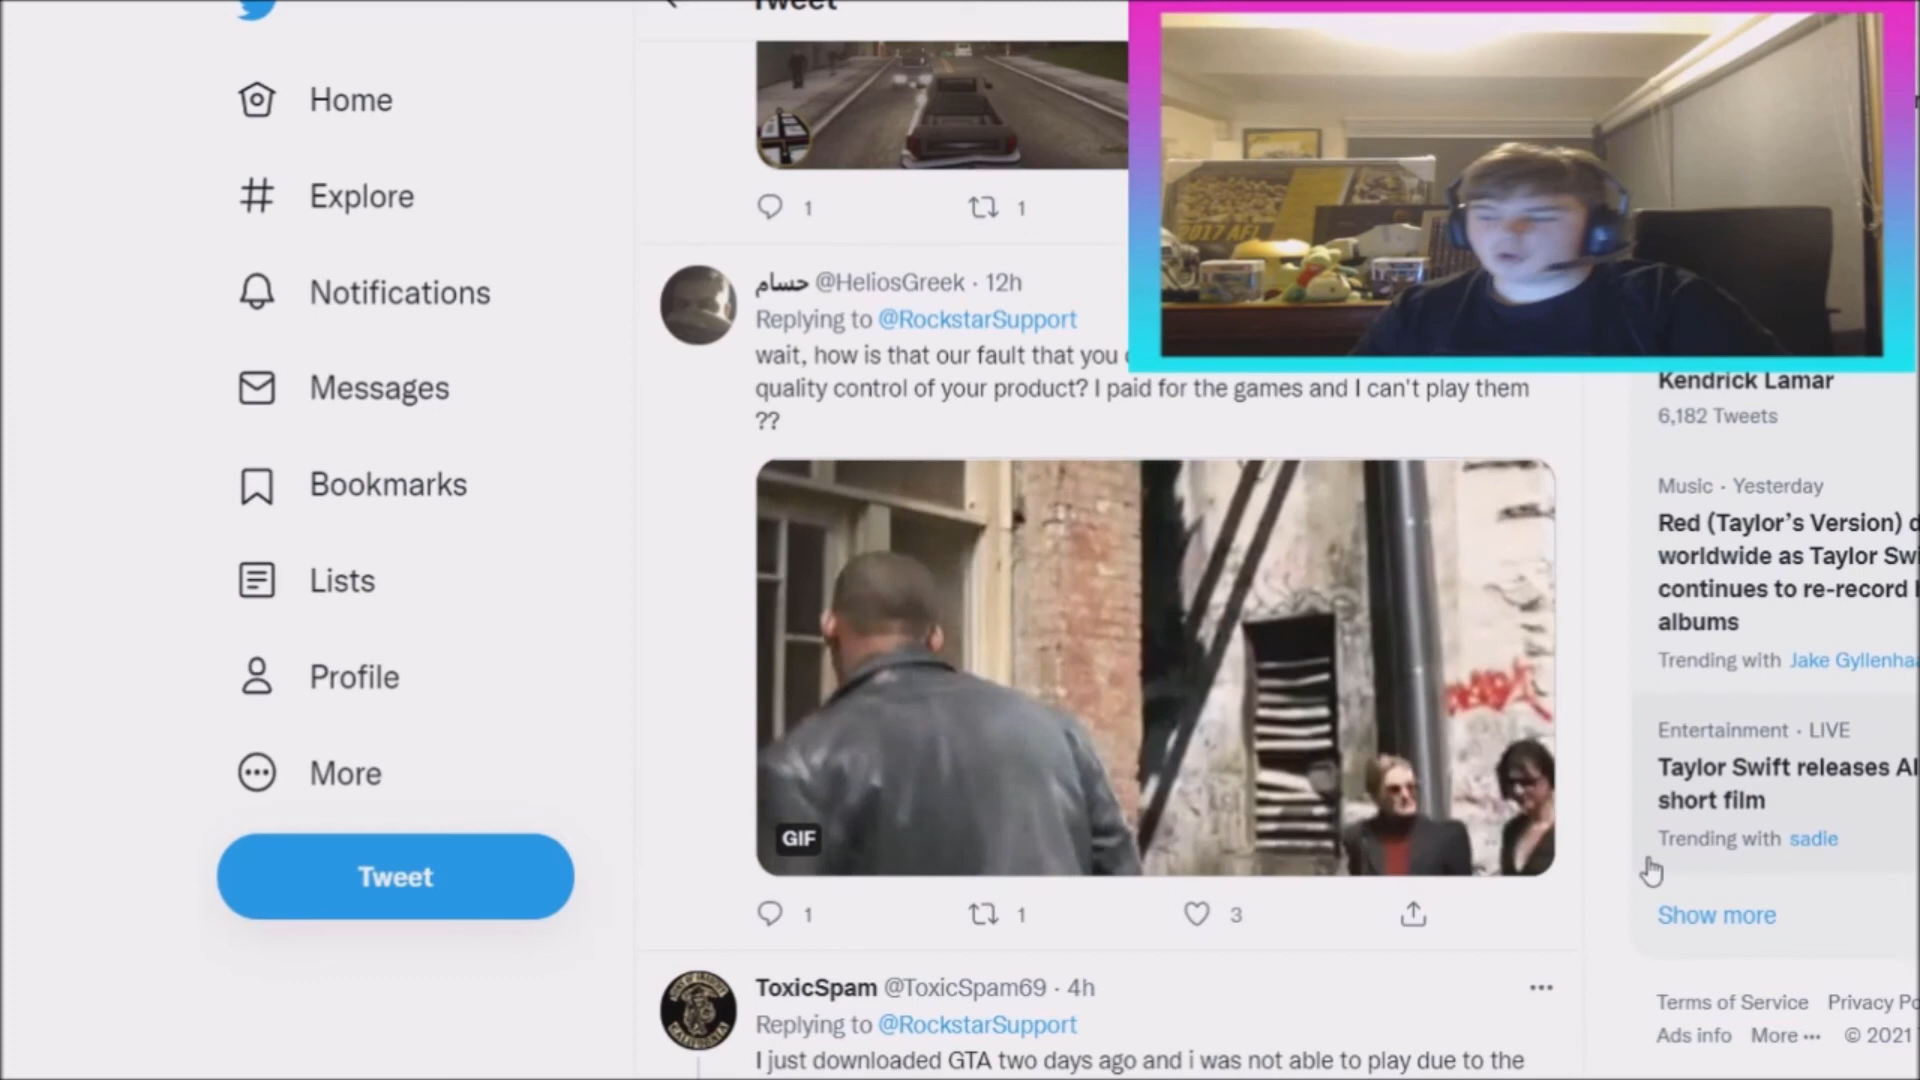 Tweet
Home
Explore
Notifications
Messages
Bookmarks
Lists
Profile
More
Tweet
1
1
حسام @HeliosGreek · 12h
Replying to @RockstarSupport
wait, how is that our fault that you
quality control of your product? I paid for the games and I can't play them
??
GIF
1
1
3
ToxicSpam @ToxicSpam69 · 4h
Replying to @RockstarSupport
I just downloaded GTA two days ago and i was not able to play due to the
2017 AFL
Kendrick Lamar
6,182 Tweets
Music · Yesterday
Red (Taylor's Version) d
worldwide as Taylor Sw
continues to re-record
albums
Trending with Jake Gyllenha
Entertainment · LIVE
Taylor Swift releases Al
short film
Trending with sadie
Show more
Terms of Service Privacy Po
Ads info More ··· © 2021